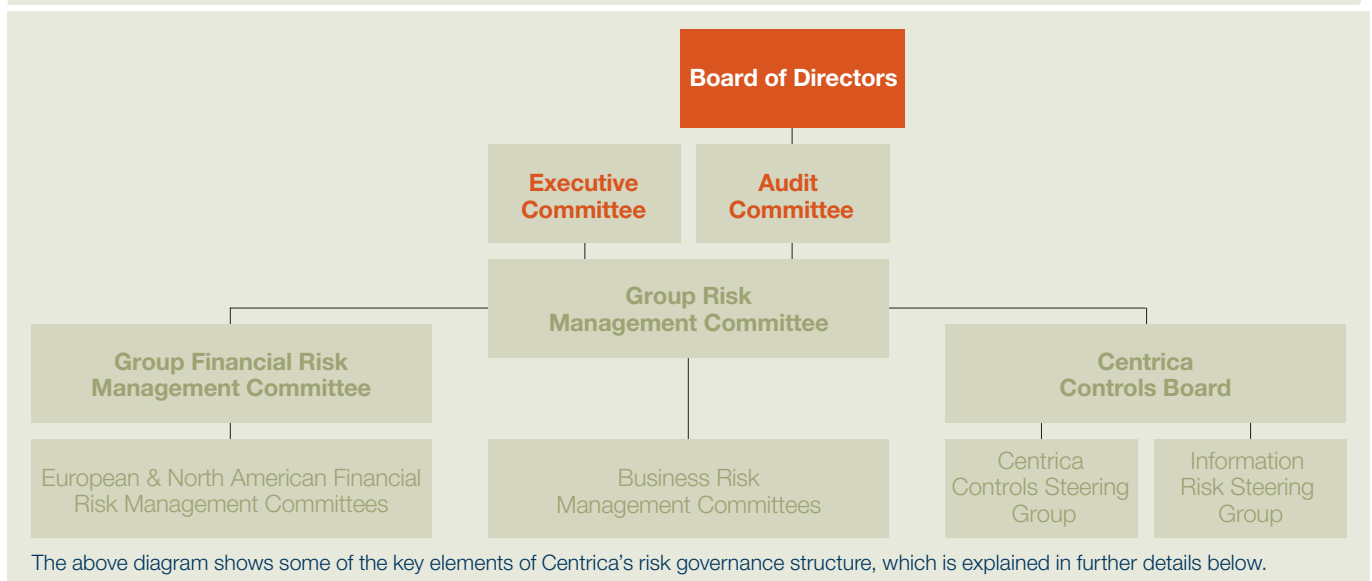 Board of Directors
Executive
Committee
Audit
Committee
Group Risk
Management Committee
Group Financial Risk
Management Committee
Centrica
Controls Board
European & North American Financial
Risk Management Committees
Business Risk
Management Committees
Centrica
Controls Steering
Group
Information
Risk Steering
Group
The above diagram shows some of the key elements of Centrica's risk governance structure, which is explained in further details below.